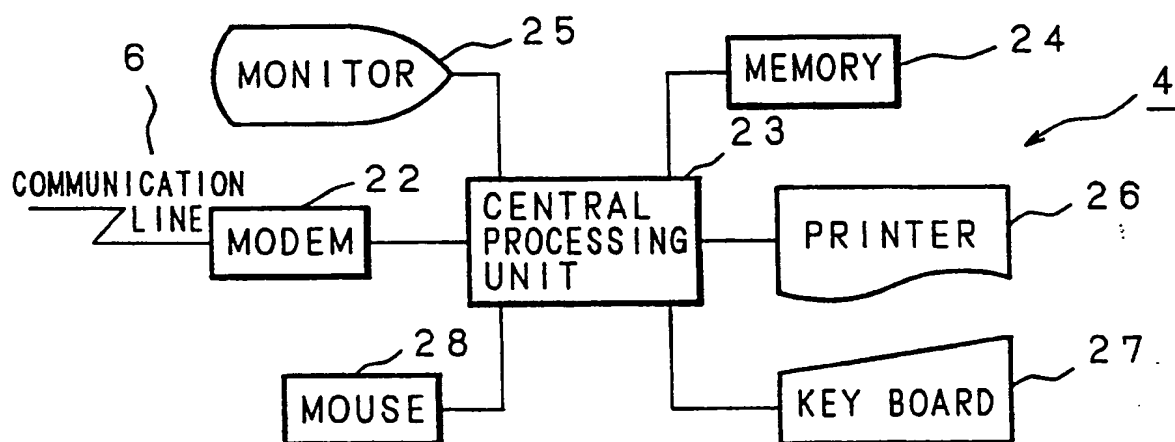 25
MONITOR
24
MEMORY
4
6
23
COMMUNICATION
LINE
22
MODEM
CENTRAL
PROCESSING
UNIT
26
PRINTER
28
MOUSE
27
KEY BOARD